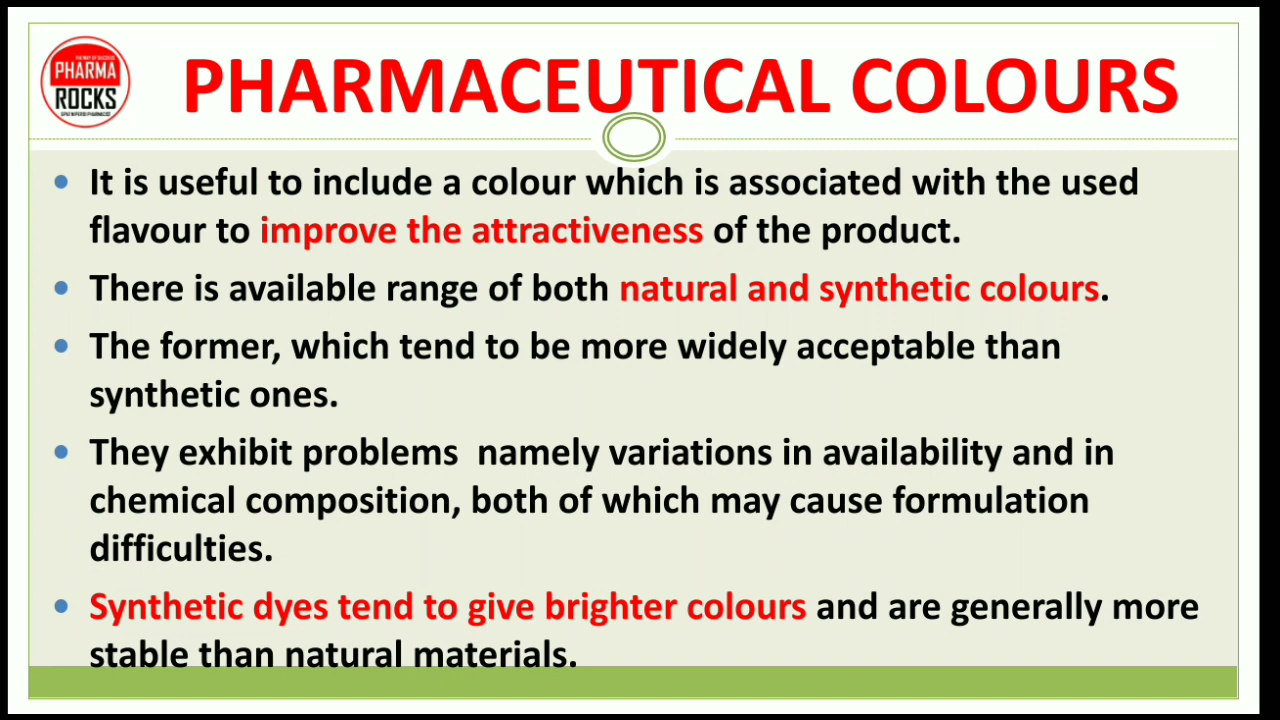 PHARMA
ROCKS
PHARMACEUTICAL COLOURS
It is useful to include a colour which is associated with the used
flavour to improve the attractiveness of the product.
There is available range of both natural and synthetic colours.
The former, which tend to be more widely acceptable than
synthetic ones.
They exhibit problems namely variations in availability and in
chemical composition, both of which may cause formulation
difficulties.
Synthetic dyes tend to give brighter colours and are generally more
stable than natural materials.